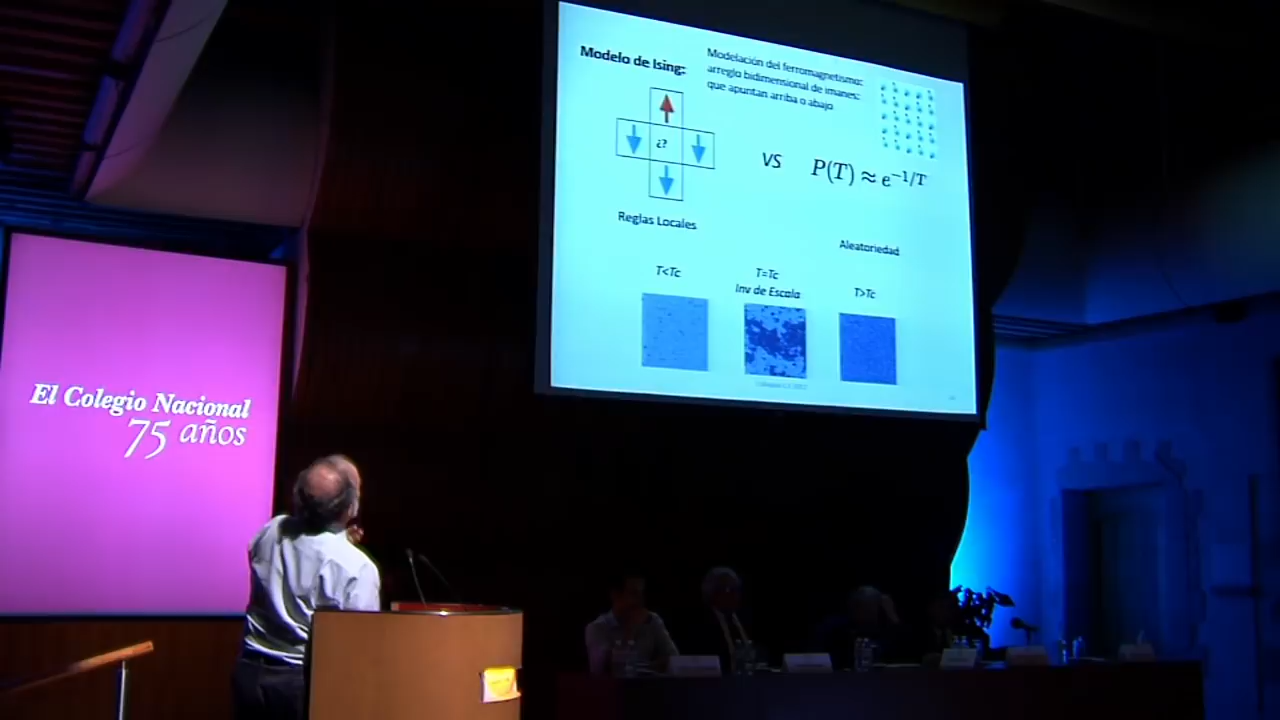 El Colegio Nacional
75 años
Modelo de Ising:
Modelación del ferromagnetismo:
arreglo bidimensional de imanes:
que apuntan arriba o abajo
¿?
VS
P(T) ≈ e^{-1/T}
Reglas Locales
Aleatoriedad
T<Tc
T=Tc
Inv de Escala
T>Tc